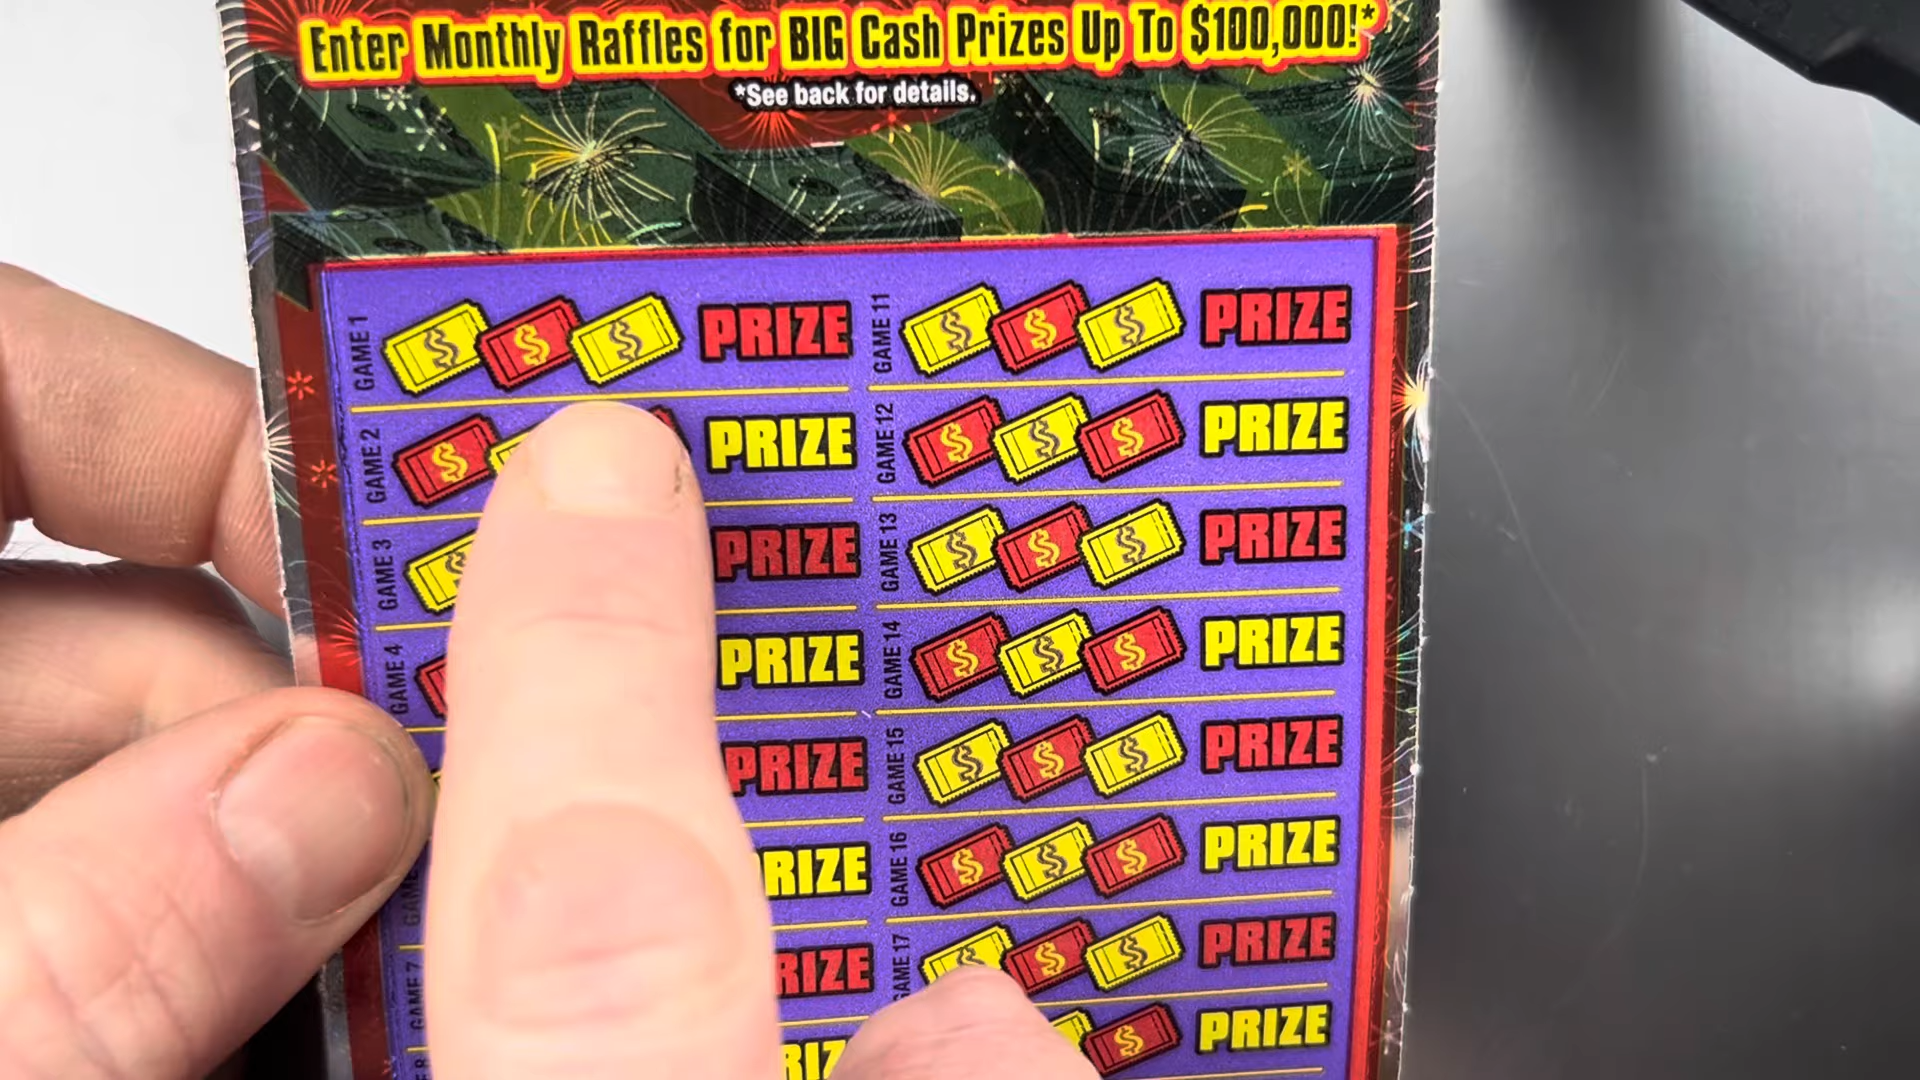 Enter Monthly Raffles for BIG Cash Prizes Up To $100,000!*
*See back for details.
GAME 1 $ $ $ PRIZE
GAME 2 $ PRIZE
GAME 3 $ PRIZE
GAME 4 PRIZE
PRIZE
PRIZE
GAME 7 PRIZE
GAME 11 $ $ $ PRIZE
GAME 12 $ $ $ PRIZE
GAME 13 $ $ $ PRIZE
GAME 14 $ $ $ PRIZE
GAME 15 $ $ $ PRIZE
GAME 16 $ $ $ PRIZE
GAME 17 $ $ $ PRIZE
$ PRIZE